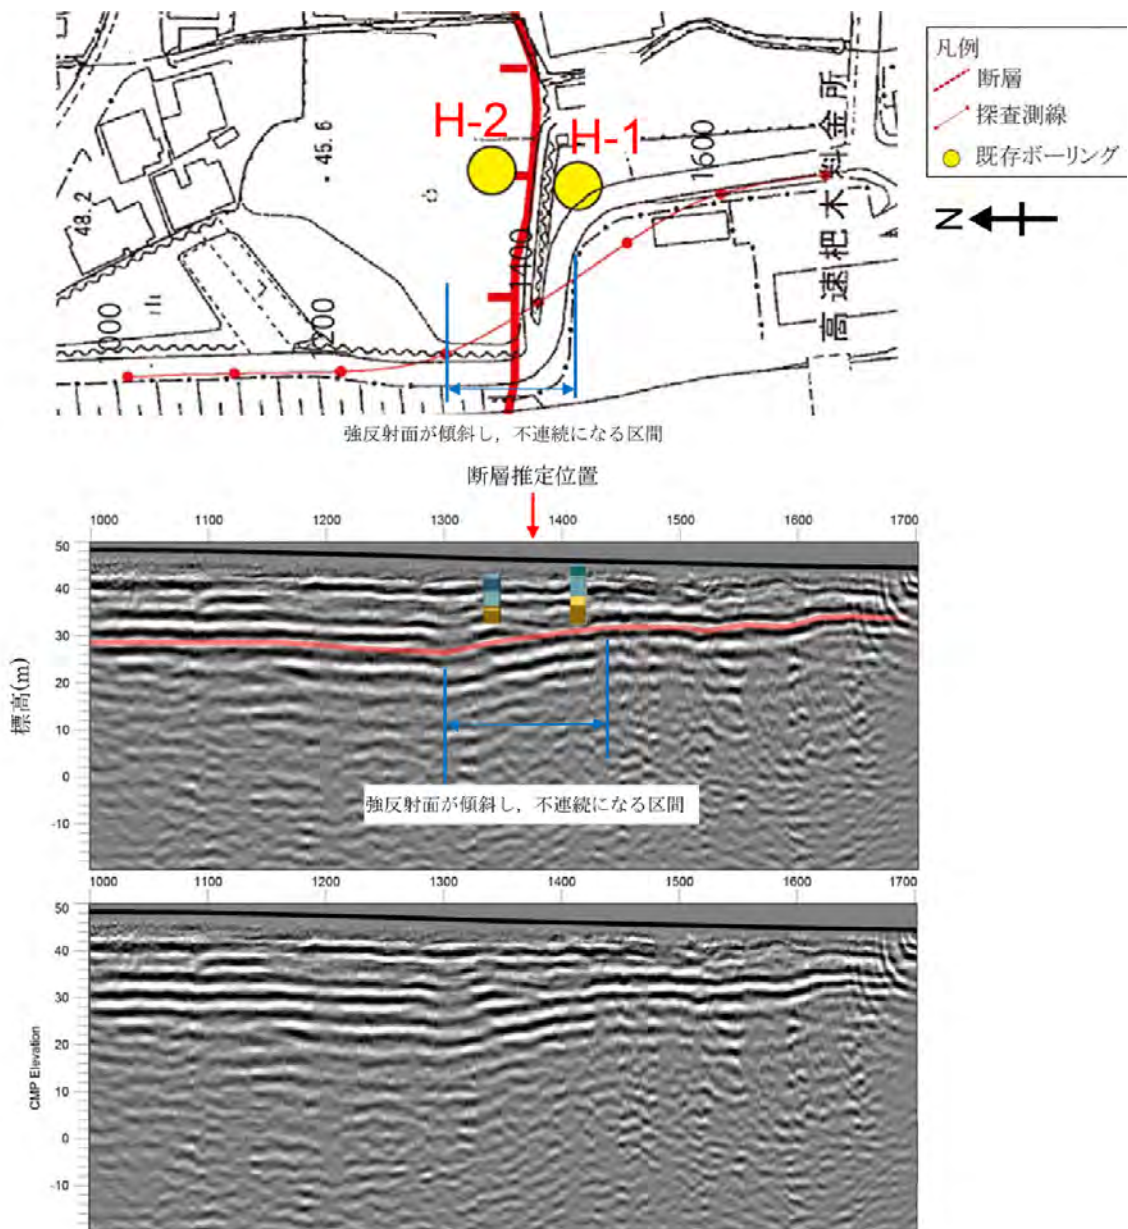 凡例
断層
探査測線
既存ボーリング
N
H-2
H-1
45.6
48.2
1600
1400
200
000
高速杷木料金所
強反射面が傾斜し，不連続になる区間
断層推定位置
1000 1100 1200 1300 1400 1500 1600 1700
50
40
30
20
10
0
-10
標高(m)
強反射面が傾斜し，不連続になる区間
1000 1100 1200 1300 1400 1500 1600 1700
50
40
30
20
10
0
-10
CMP Elevation